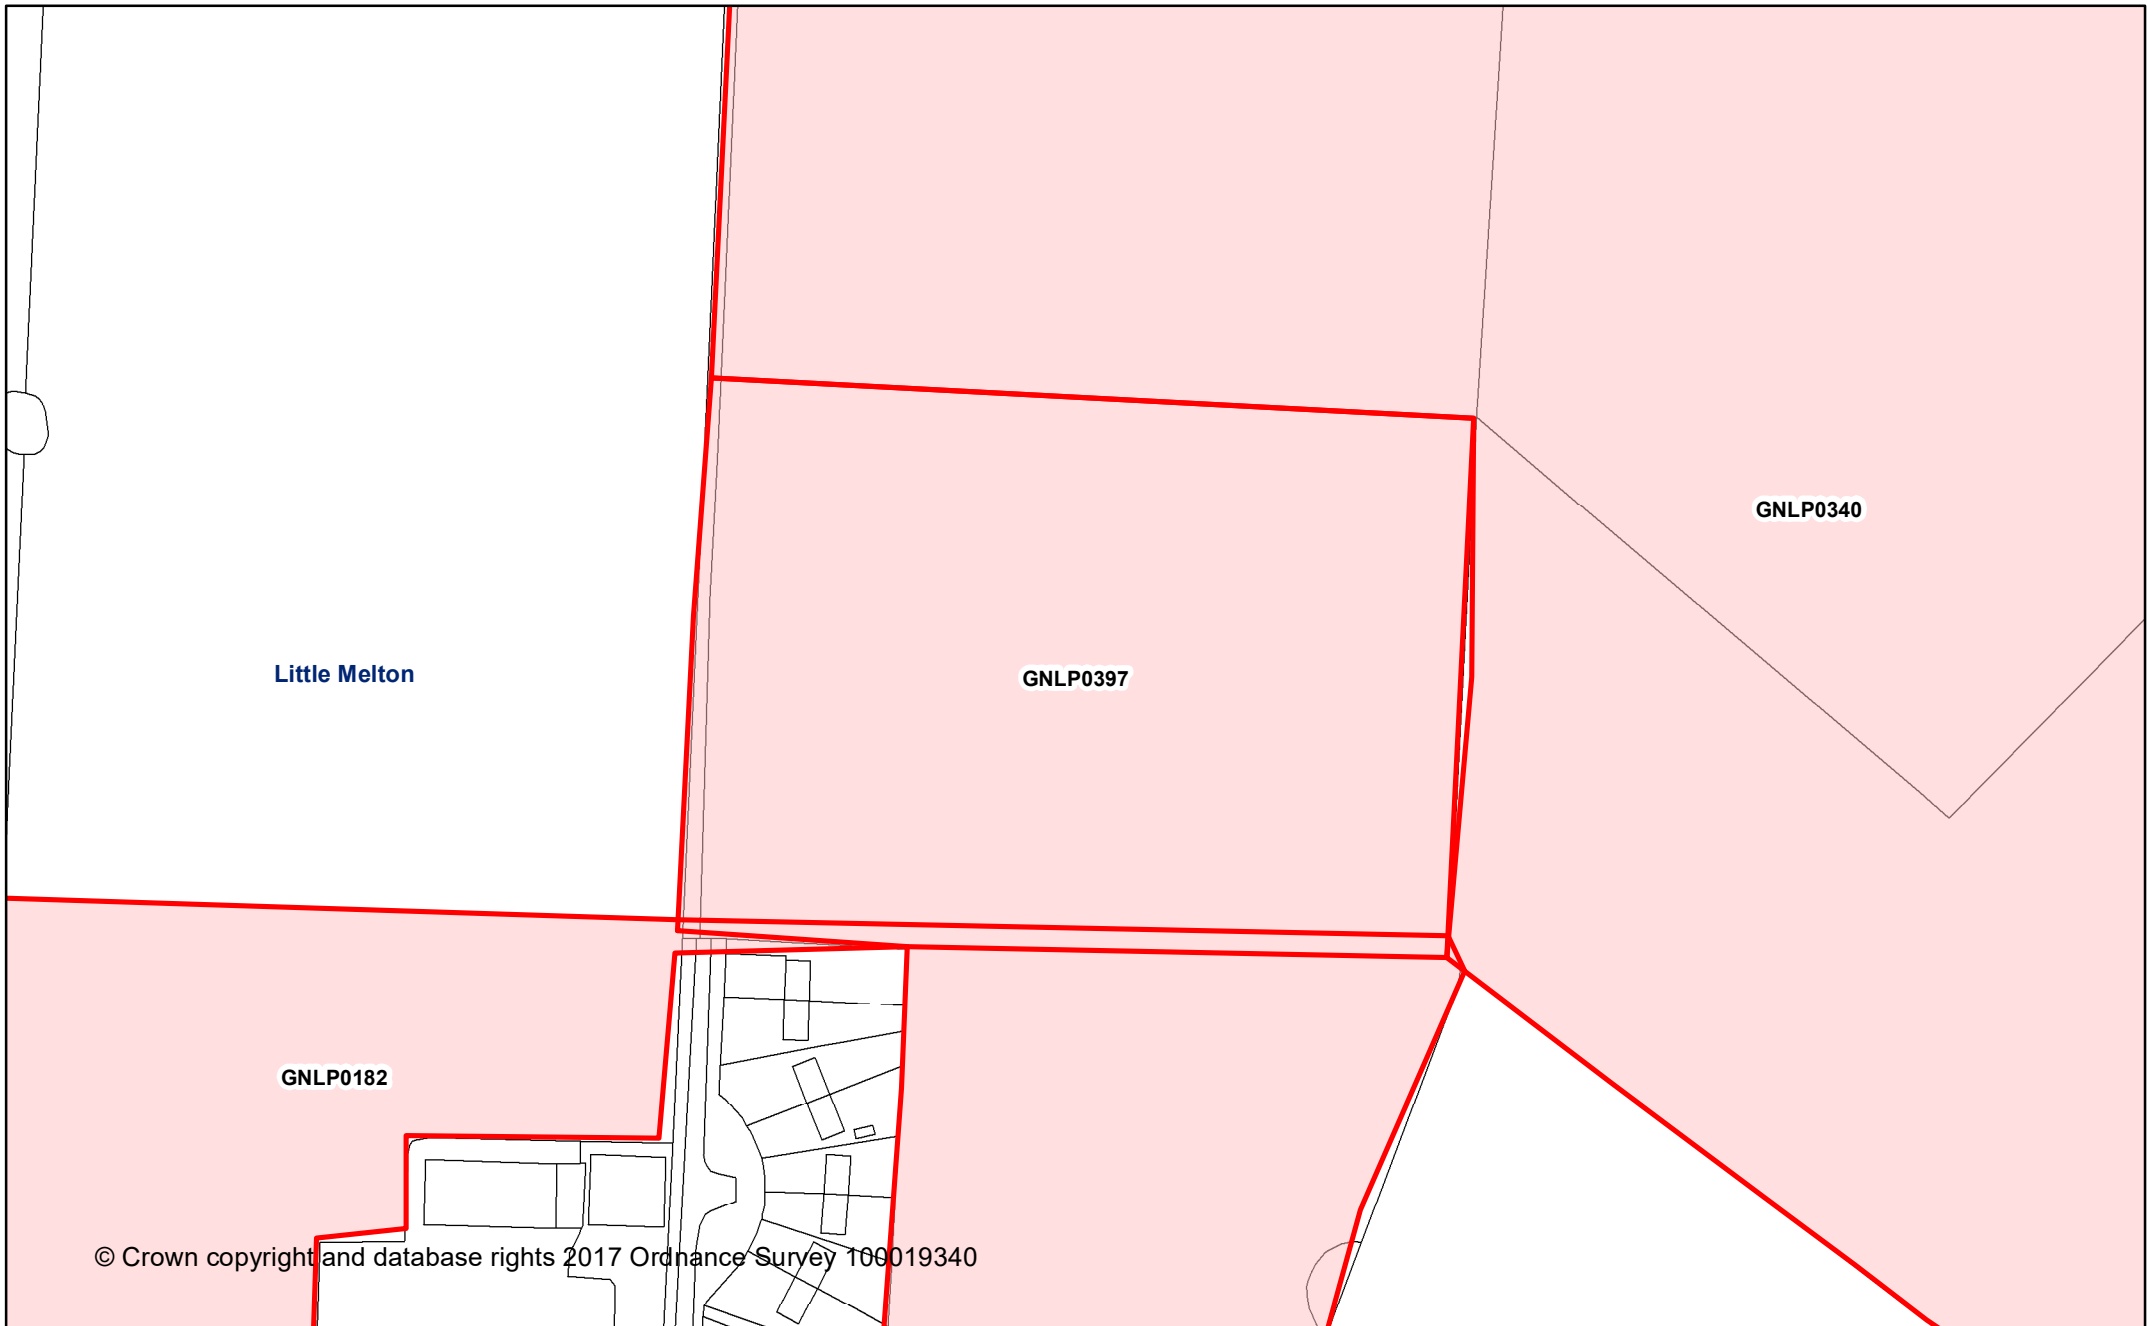 GNLP0340
Little Melton
GNLP0397
GNLP0182
© Crown copyright and database rights 2017 Ordnance Survey 100019340